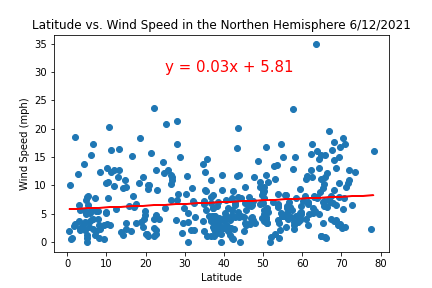 Latitude vs. Wind Speed in the Northen Hemisphere 6/12/2021
35
30
25
20
15
10
5
0
Wind Speed (mph)
y = 0.03x + 5.81
0 10 20 30 40 50 60 70 80
Latitude